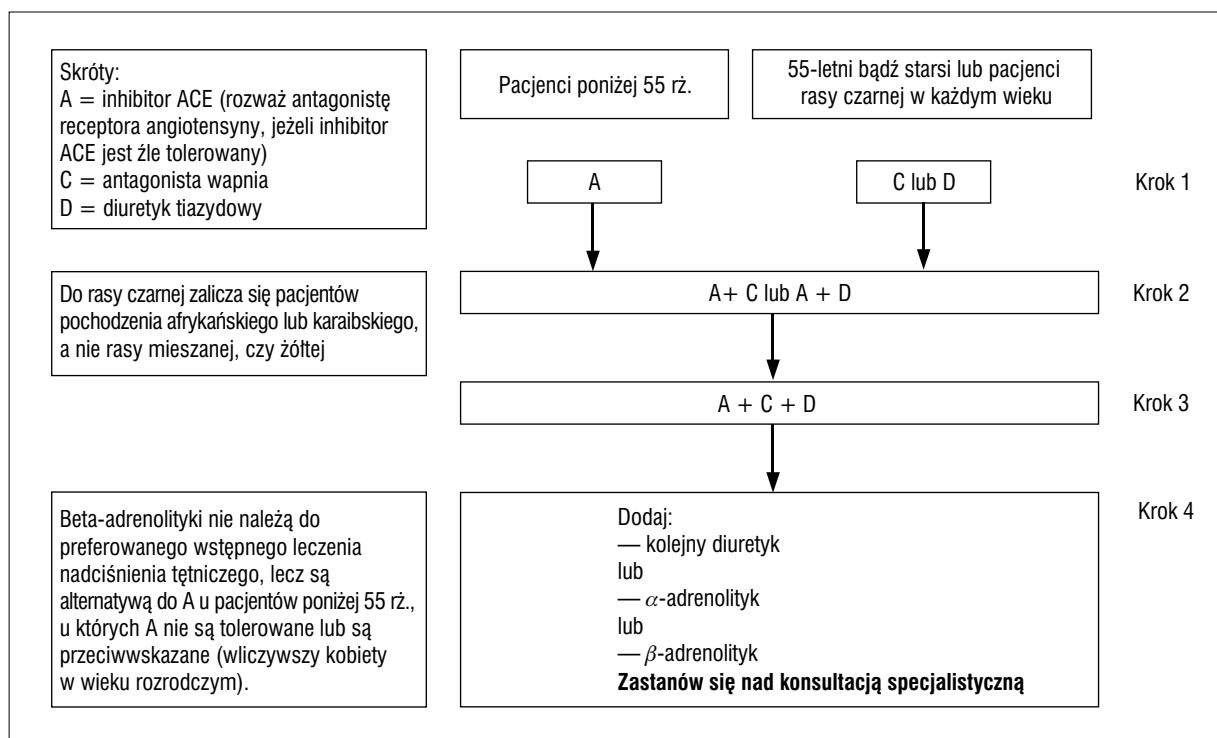 Skróty:
A = inhibitor ACE (rozważ antagonistę
receptora angiotensyny, jeżeli inhibitor
ACE jest źle tolerowany)
C = antagonista wapnia
D = diuretyk tiazydowy
Pacjenci poniżej 55 rż.
55-letni bądź starsi lub pacjenci
rasy czarnej w każdym wieku
A
C lub D
Krok 1
Do rasy czarnej zalicza się pacjentów
pochodzenia afrykańskiego lub karaibskiego,
a nie rasy mieszanej, czy żółtej
A+ C lub A + D
Krok 2
A + C + D
Krok 3
Beta-adrenolityki nie należą do
preferowanego wstępnego leczenia
nadciśnienia tętniczego, lecz są
alternatywą do A u pacjentów poniżej 55 rż.,
u których A nie są tolerowane lub są
przeciwwskazane (wliczywszy kobiety
w wieku rozrodczym).
Dodaj:
— kolejny diuretyk
lub
— α-adrenolityk
lub
— β-adrenolityk
Zastanów się nad konsultacją specjalistyczną
Krok 4